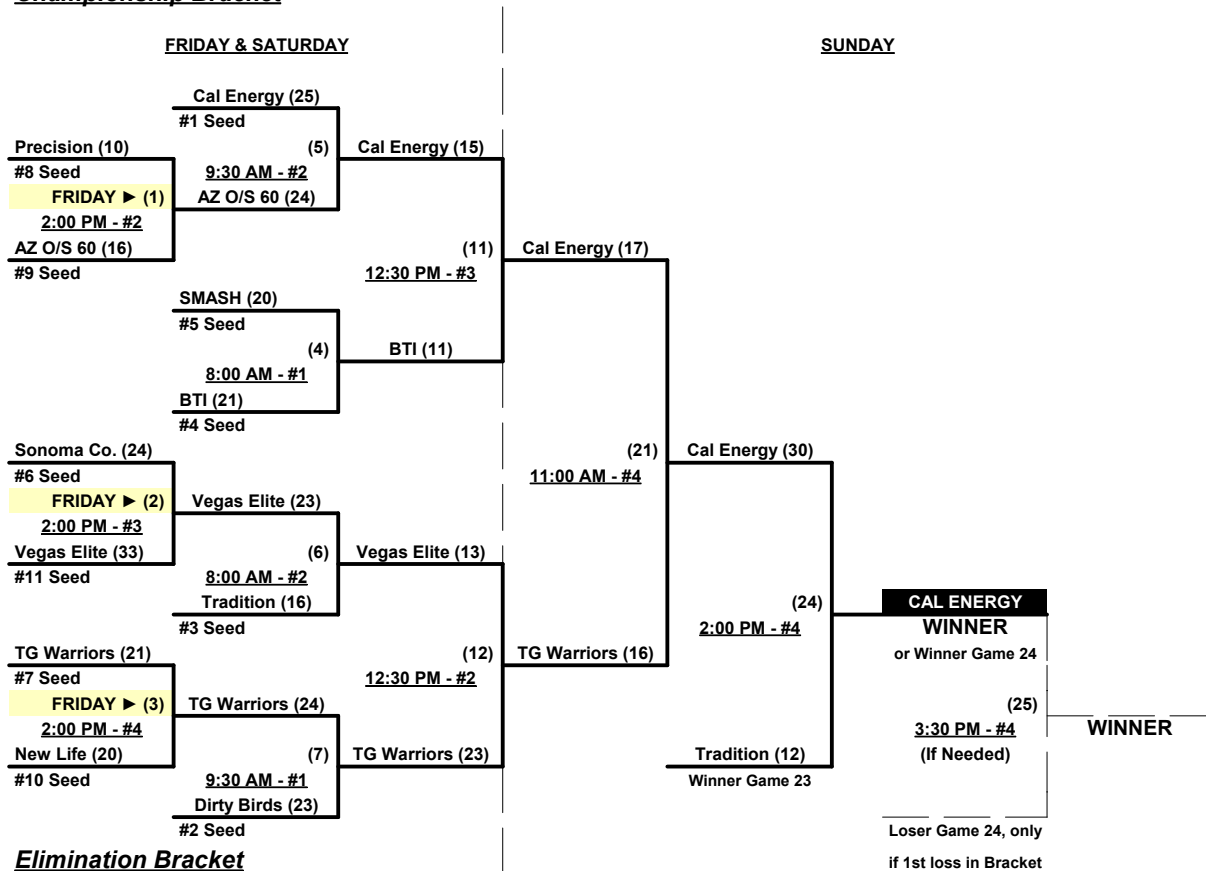 FRIDAY & SATURDAY
SUNDAY
Cal Energy (25)
#1 Seed
Precision (10)
(5)
Cal Energy (15)
#8 Seed
9:30 AM - #2
FRIDAY ► (1)
AZ O/S 60 (24)
2:00 PM - #2
AZ O/S 60 (16)
(11)
Cal Energy (17)
#9 Seed
12:30 PM - #3
SMASH (20)
#5 Seed
(4)
BTI (11)
8:00 AM - #1
BTI (21)
#4 Seed
Sonoma Co. (24)
(21)
Cal Energy (30)
#6 Seed
11:00 AM - #4
FRIDAY ► (2)
Vegas Elite (23)
2:00 PM - #3
Vegas Elite (33)
(6)
Vegas Elite (13)
#11 Seed
8:00 AM - #2
Tradition (16)
(24)
CAL ENERGY
#3 Seed
2:00 PM - #4
WINNER
TG Warriors (21)
(12)
TG Warriors (16)
or Winner Game 24
#7 Seed
12:30 PM - #2
FRIDAY ► (3)
TG Warriors (24)
(25)
2:00 PM - #4
3:30 PM - #4
WINNER
New Life (20)
(7)
TG Warriors (23)
Tradition (12)
(If Needed)
#10 Seed
9:30 AM - #1
Winner Game 23
Dirty Birds (23)
#2 Seed
Loser Game 24, only
Elimination Bracket
if 1st loss in Bracket